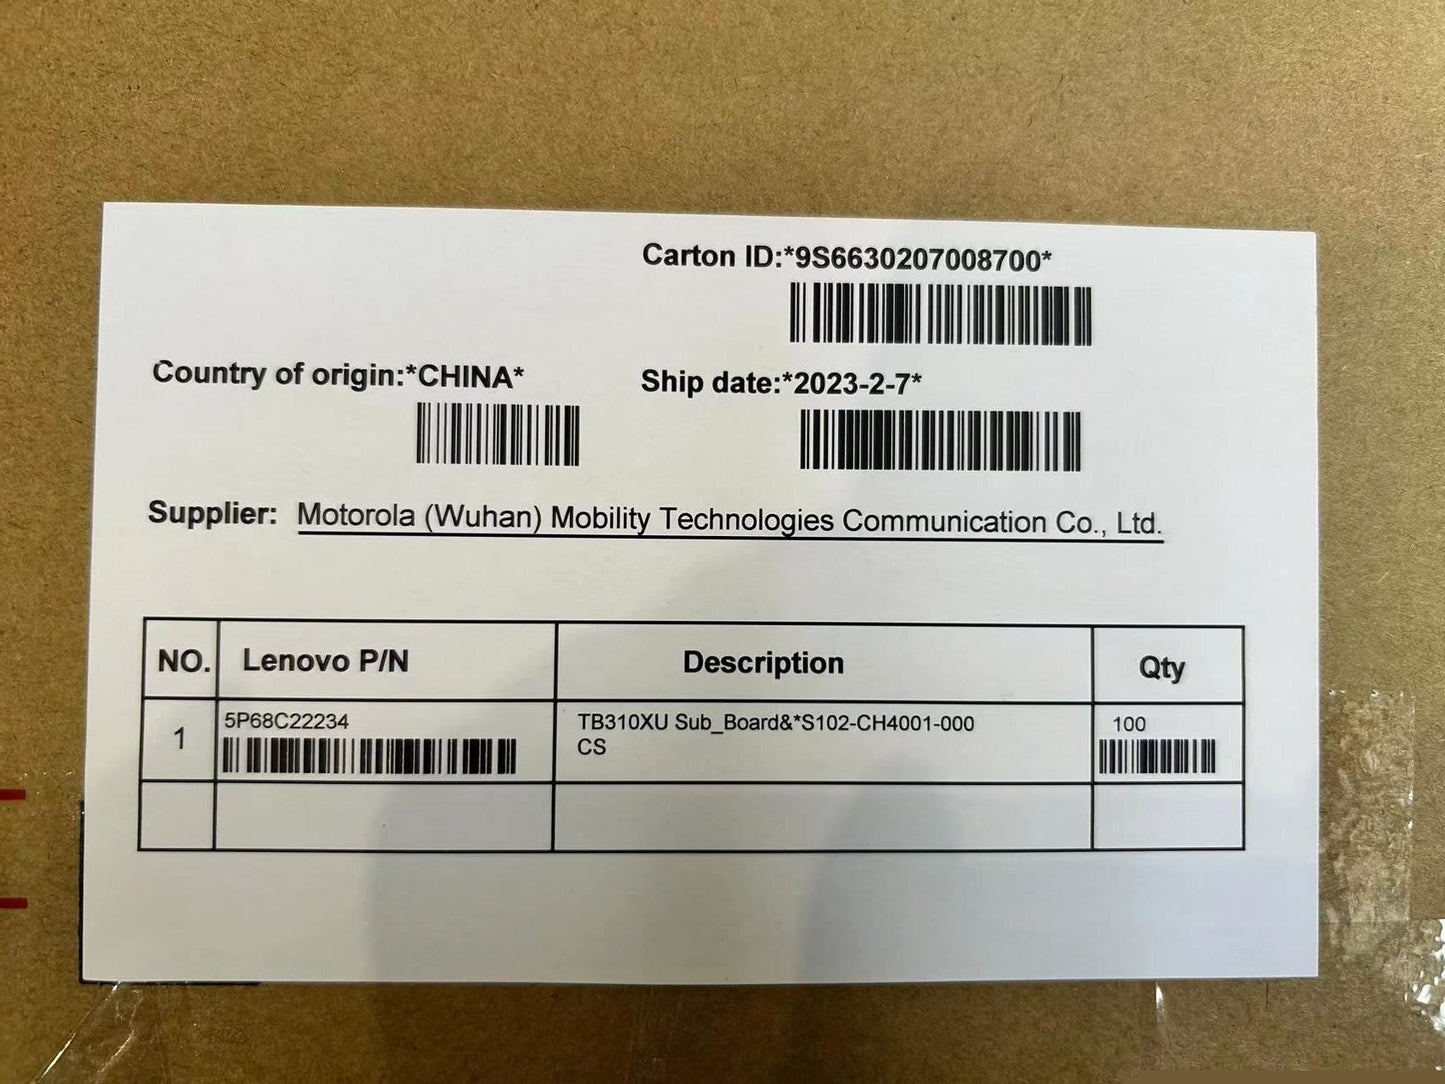 Carton ID:*9S6630207008700*
Country of origin:*CHINA*
Ship date:*2023-2-7*
Supplier: Motorola (Wuhan) Mobility Technologies Communication Co., Ltd.
NO. Lenovo P/N Description Qty
1 5P68C22234 TB310XU Sub_Board&*S102-CH4001-000 100
CS